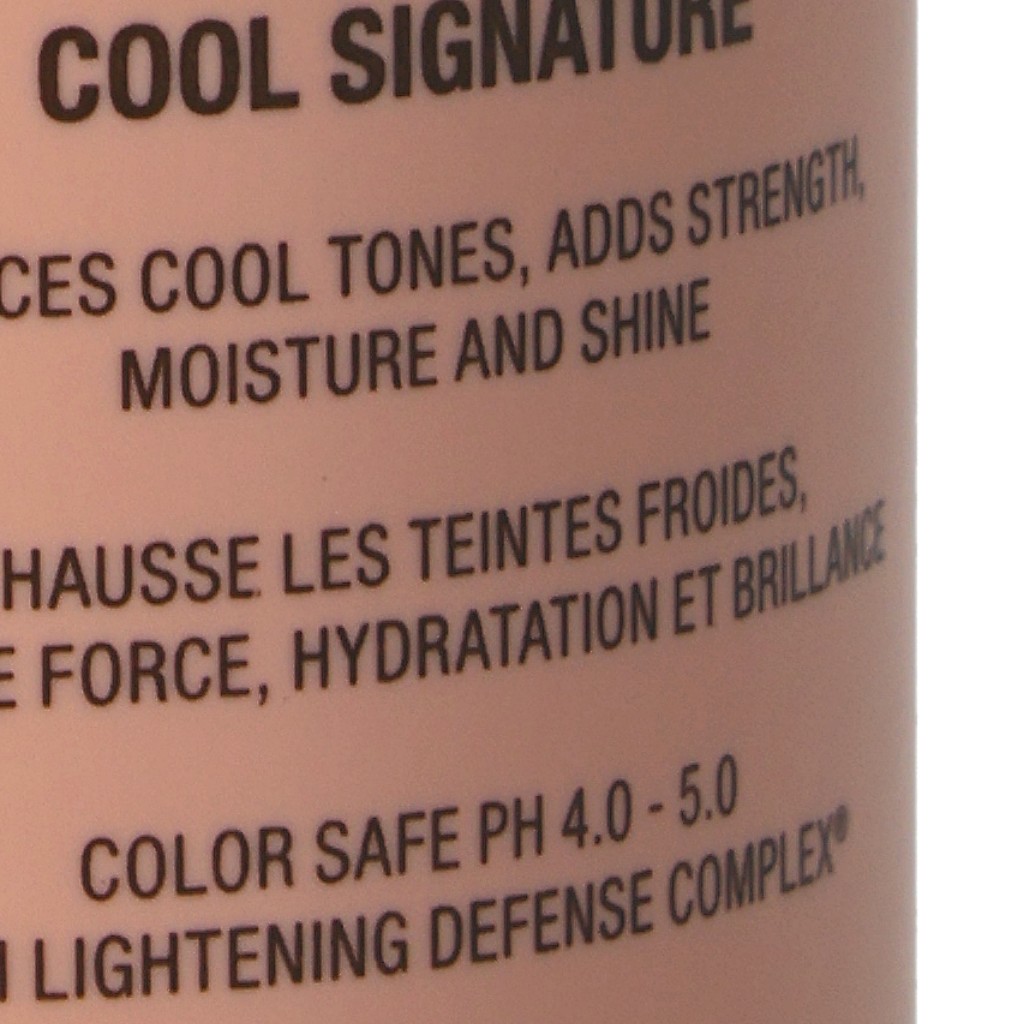 COOL SIGNATURE
CES COOL TONES, ADDS STRENGTH,
MOISTURE AND SHINE
HAUSSE LES TEINTES FROIDES,
E FORCE, HYDRATATION ET BRILLANCE
COLOR SAFE PH 4.0 - 5.0
LIGHTENING DEFENSE COMPLEX®